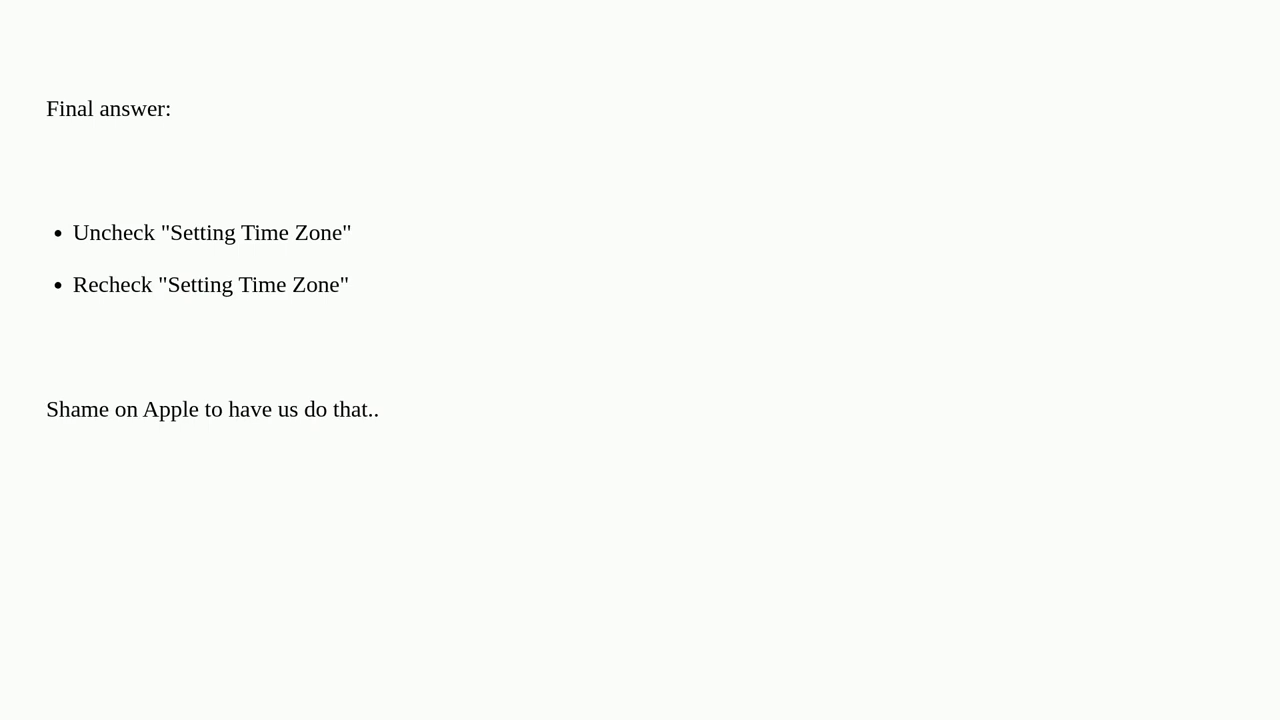 Final answer:
• Uncheck "Setting Time Zone"
• Recheck "Setting Time Zone"
Shame on Apple to have us do that..